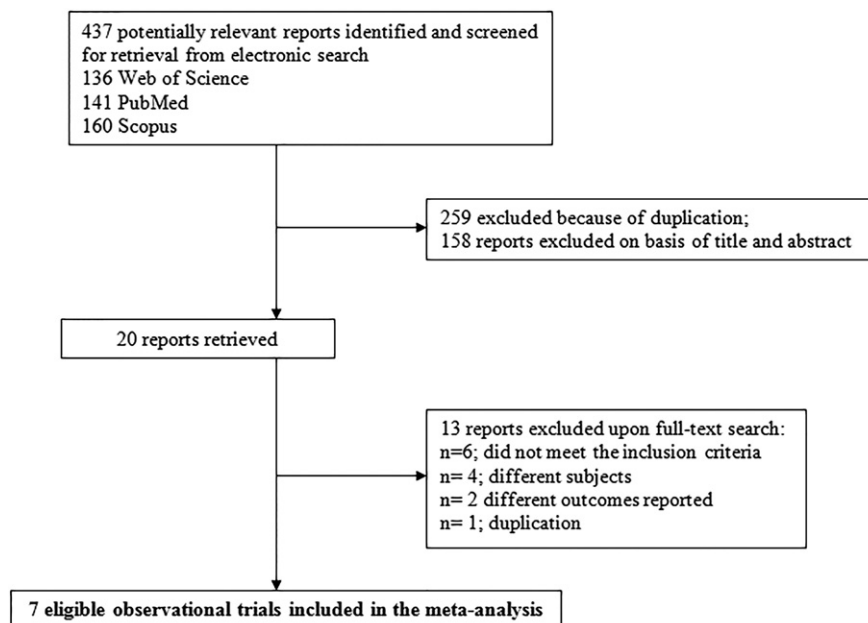 437 potentially relevant reports identified and screened
for retrieval from electronic search
136 Web of Science
141 PubMed
160 Scopus
259 excluded because of duplication;
158 reports excluded on basis of title and abstract
20 reports retrieved
13 reports excluded upon full-text search:
n=6; did not meet the inclusion criteria
n= 4; different subjects
n= 2 different outcomes reported
n= 1; duplication
7 eligible observational trials included in the meta-analysis